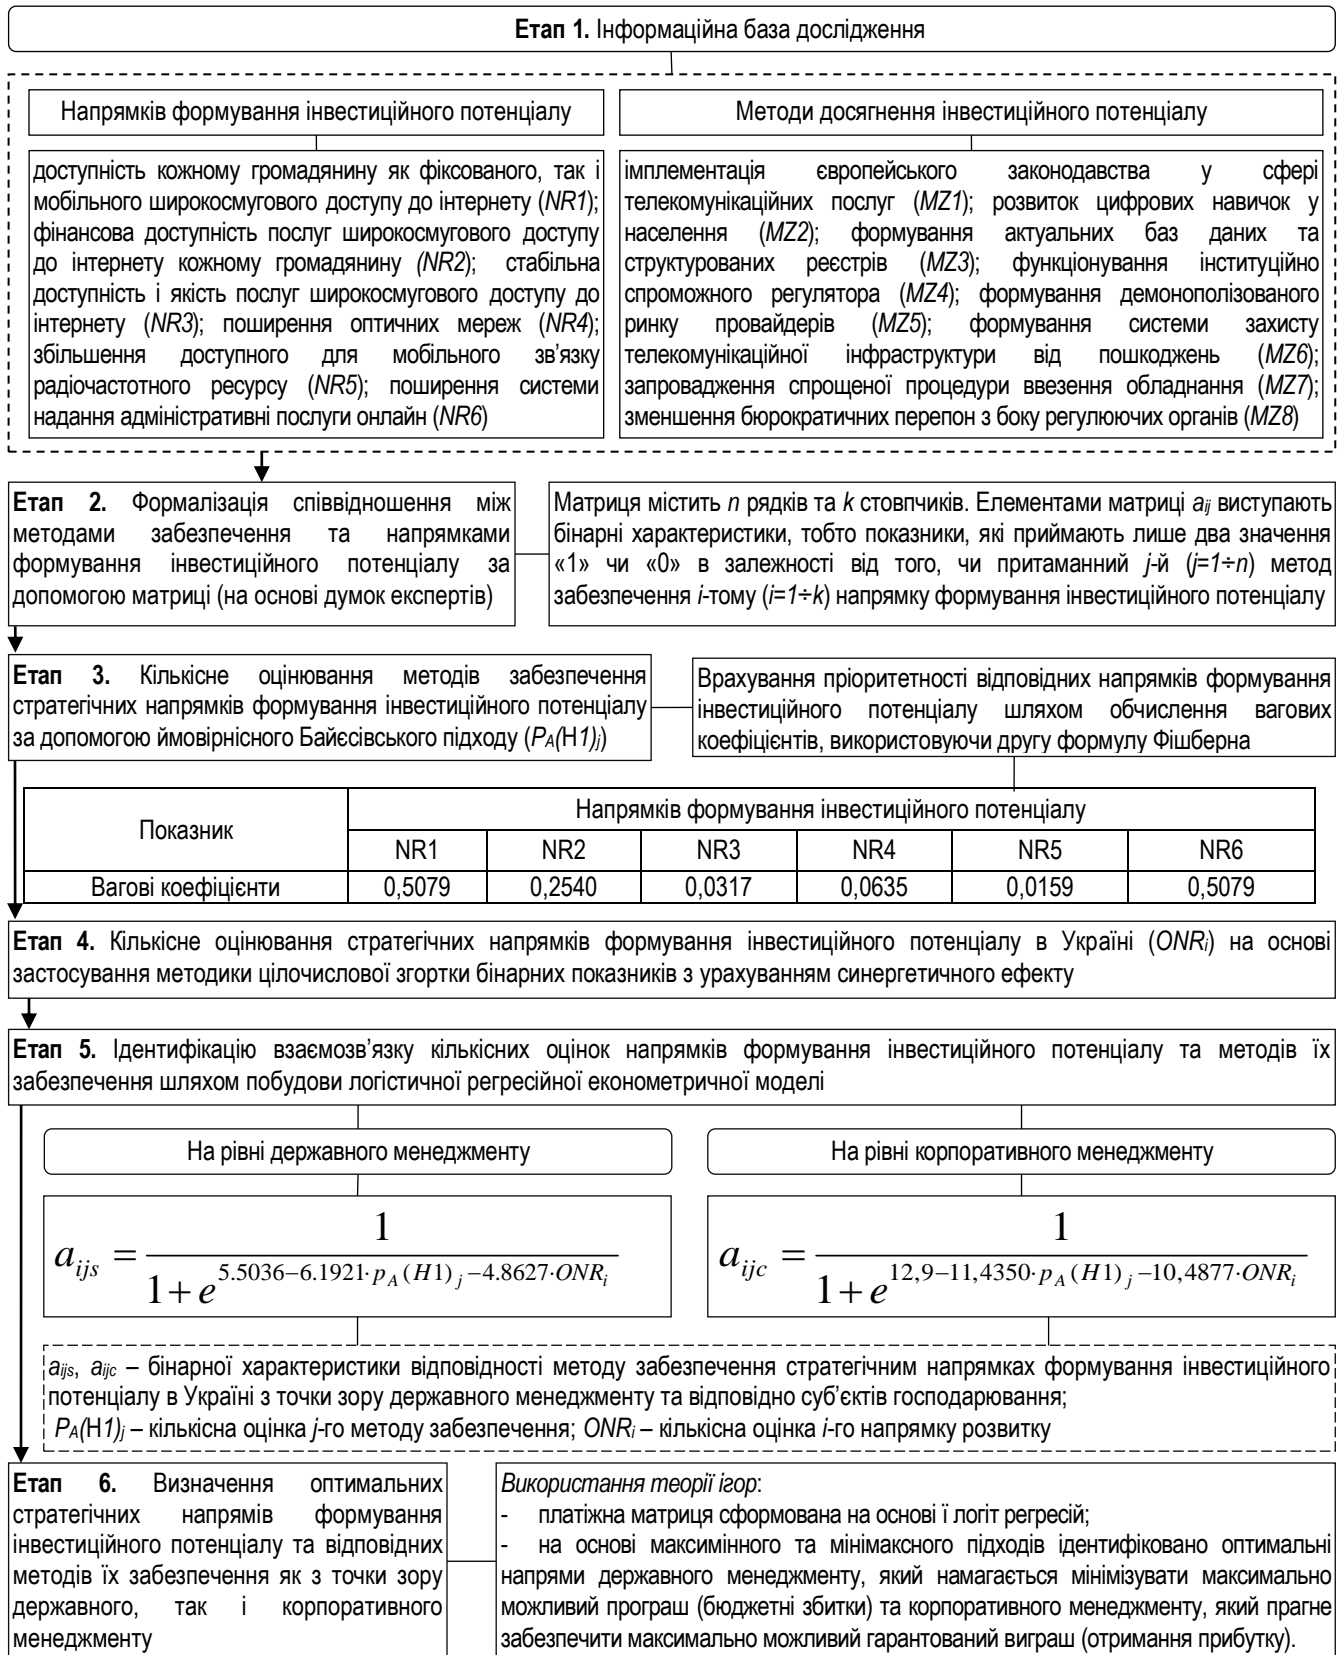 Етап 1. Інформаційна база дослідження
Напрямків формування інвестиційного потенціалу
доступність кожному громадянину як фіксованого, так і
мобільного широкосмугового доступу до інтернету (NR1);
фінансова доступність послуг широкосмугового доступу
до інтернету кожному громадянину (NR2); стабільна
доступність і якість послуг широкосмугового доступу до
інтернету (NR3); поширення оптичних мереж (NR4);
збільшення доступного для мобільного зв’язку
радіочастотного ресурсу (NR5); поширення системи
надання адміністративні послуги онлайн (NR6)
Методи досягнення інвестиційного потенціалу
імплементація європейського законодавства у сфері
телекомунікаційних послуг (MZ1); розвиток цифрових навичок у
населення (MZ2); формування актуальних баз даних та
структурованих реєстрів (MZ3); функціонування інституційно
спроможного регулятора (MZ4); формування демонополізованого
ринку провайдерів (MZ5); формування системи захисту
телекомунікаційної інфраструктури від пошкоджень (MZ6);
запровадження спрощеної процедури ввезення обладнання (MZ7);
зменшення бюрократичних перепон з боку регулюючих органів (MZ8)
Етап 2. Формалізація співвідношення між
методами забезпечення та напрямками
формування інвестиційного потенціалу за
допомогою матриці (на основі думок експертів)
Матриця містить n рядків та k стовпчиків. Елементами матриці aij виступають
бінарні характеристики, тобто показники, які приймають лише два значення
«1» чи «0» в залежності від того, чи притаманний j-й (j=1÷n) метод
забезпечення i-тому (i=1÷k) напрямку формування інвестиційного потенціалу
Етап 3. Кількісне оцінювання методів забезпечення
стратегічних напрямків формування інвестиційного потенціалу
за допомогою ймовірнісного Байєсівського підходу (PA(H1)j)
Врахування пріоритетності відповідних напрямків формування
інвестиційного потенціалу шляхом обчислення вагових
коефіцієнтів, використовуючи другу формулу Фішберна
Показник
Напрямків формування інвестиційного потенціалу
NR1 NR2 NR3 NR4 NR5 NR6
Вагові коефіцієнти 0,5079 0,2540 0,0317 0,0635 0,0159 0,5079
Етап 4. Кількісне оцінювання стратегічних напрямків формування інвестиційного потенціалу в Україні (ONRi) на основі
застосування методики цілочислової згортки бінарних показників з урахуванням синергетичного ефекту
Етап 5. Ідентифікацію взаємозв’язку кількісних оцінок напрямків формування інвестиційного потенціалу та методів їх
забезпечення шляхом побудови логістичної регресійної економетричної моделі
На рівні державного менеджменту
a_ijs = 1 / (1 + e^(5.5036−6.1921·p_A(H1)_j−4.8627·ONR_i))
На рівні корпоративного менеджменту
a_ijc = 1 / (1 + e^(12,9−11,4350·p_A(H1)_j−10,4877·ONR_i))
aijs, aijc – бінарної характеристики відповідності методу забезпечення стратегічним напрямках формування інвестиційного
потенціалу в Україні з точки зору державного менеджменту та відповідно суб’єктів господарювання;
PA(H1)j – кількісна оцінка j-го методу забезпечення; ONRi – кількісна оцінка i-го напрямку розвитку
Етап 6. Визначення оптимальних
стратегічних напрямів формування
інвестиційного потенціалу та відповідних
методів їх забезпечення як з точки зору
державного, так і корпоративного
менеджменту
Використання теорії ігор:
- платіжна матриця сформована на основі ї логіт регресій;
- на основі максимінного та мінімаксного підходів ідентифіковано оптимальні
напрями державного менеджменту, який намагається мінімізувати максимально
можливий програш (бюджетні збитки) та корпоративного менеджменту, який прагне
забезпечити максимально можливий гарантований виграш (отримання прибутку).